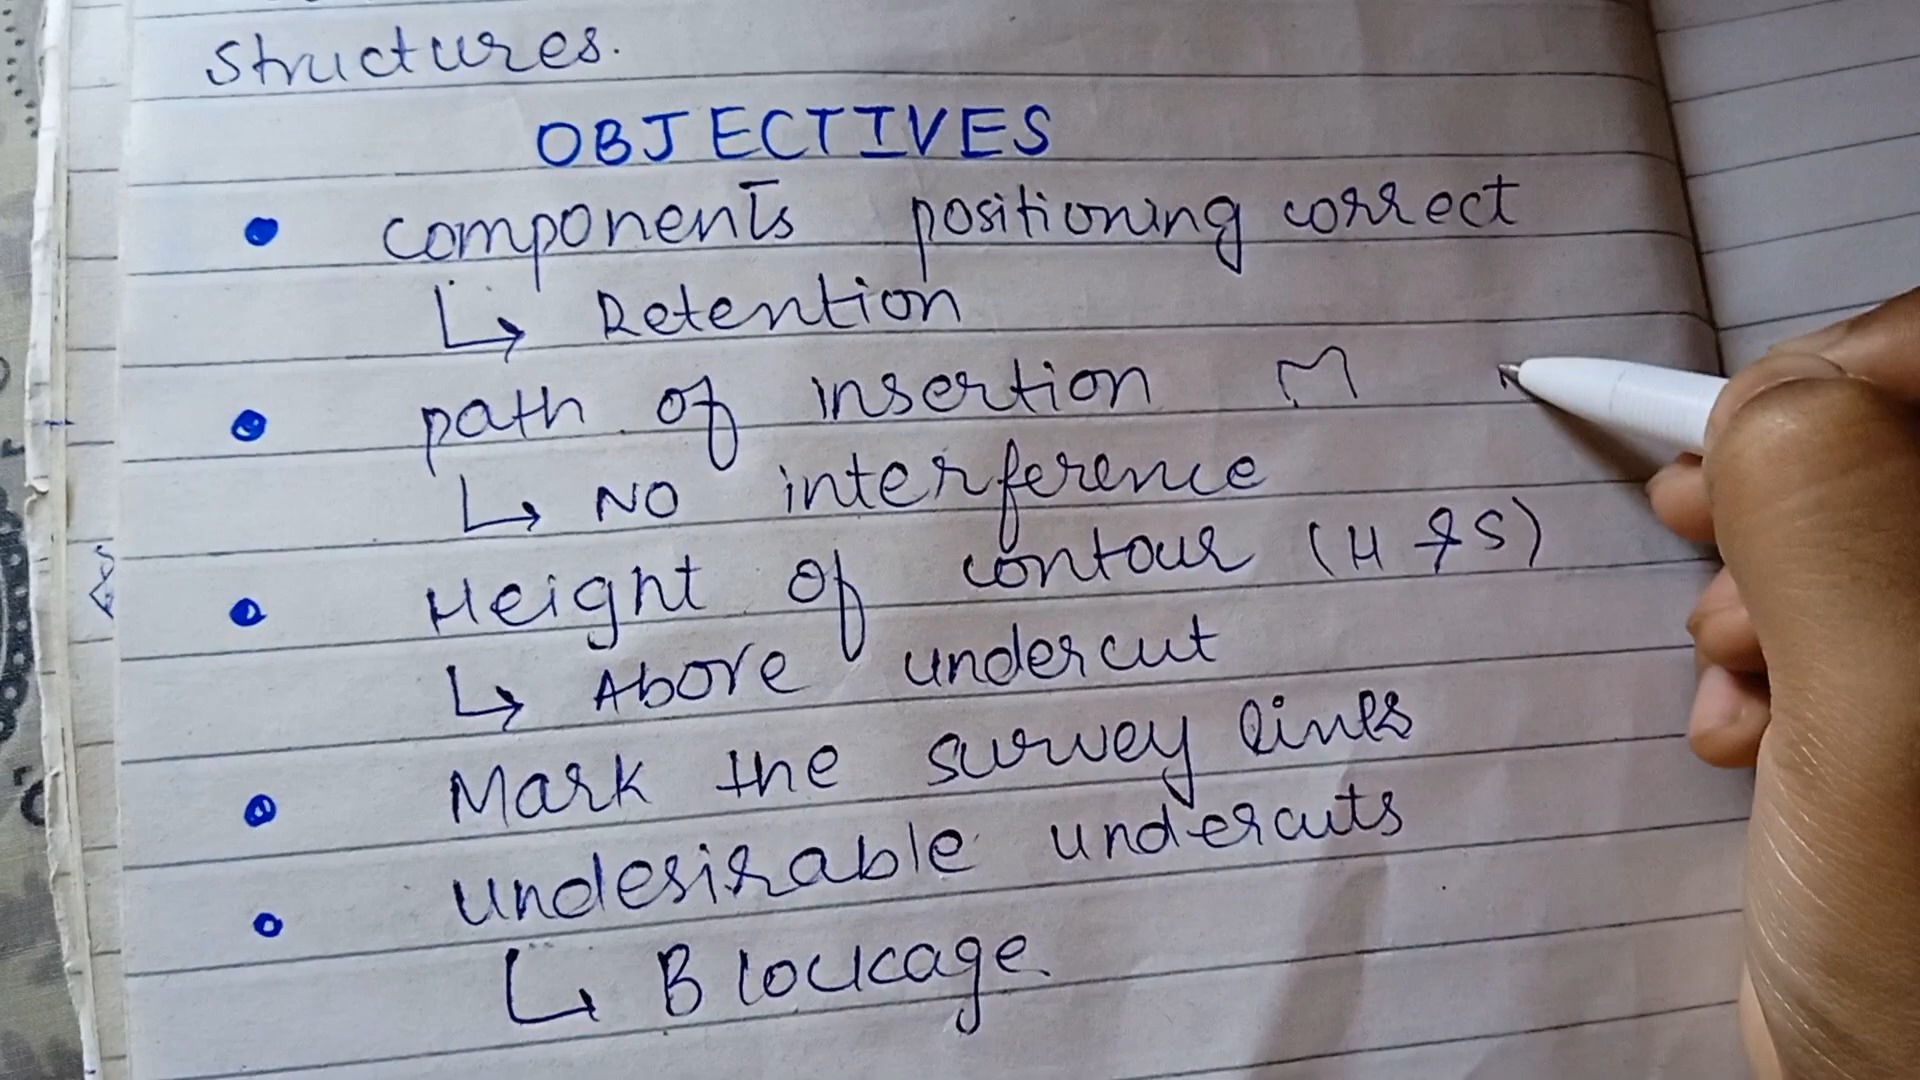 structures.
OBJECTIVES
• components positioning correct
↳ Retention
• path of insertion
↳ NO interference
• Height of contour (H & S)
↳ Above undercut
• Mark the survey lines
• undesirable undercuts
↳ Blockage